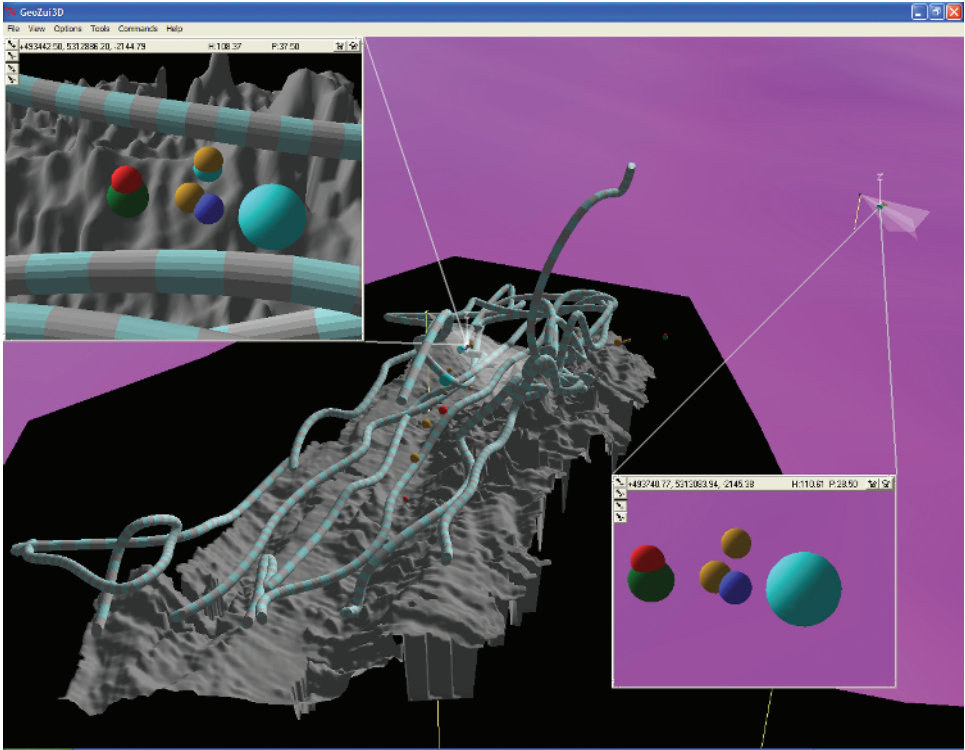 GeoZui3D
File View Options Tools Commands Help
+493442.50, 5312886.20, -2144.79 H:108.37 P:37.50
Z
+493740.77, 5313083.94, -2145.38 H:110.61 P:28.50